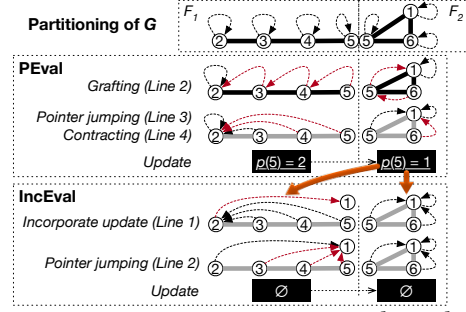 Partitioning of G
F1
F2
2 3 4 5 5 1 6
PEval
Grafting (Line 2)
2 3 4 5 5 1 6
Pointer jumping (Line 3)
Contracting (Line 4)
2 3 4 5 5 1 6
Update
p(5) = 2
p(5) = 1
IncEval
Incorporate update (Line 1)
2 3 4 5 1 5 1 6
Pointer jumping (Line 2)
2 3 4 5 1 5 1 6
Update
∅
∅